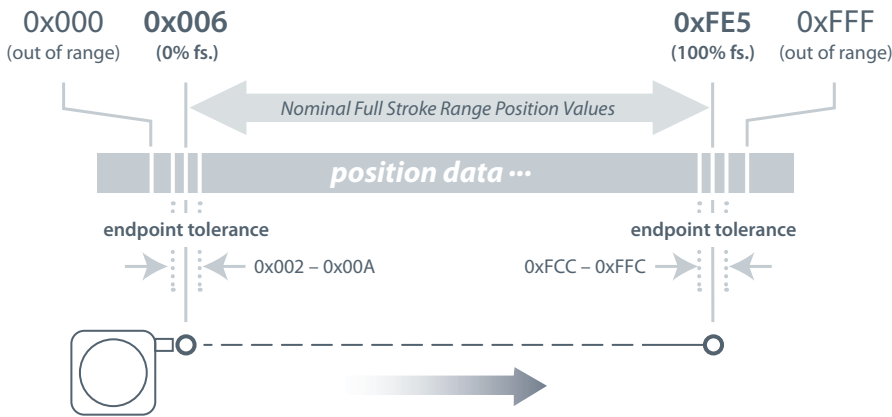 0x000
(out of range)
0x006
(0% fs.)
0xFE5
(100% fs.)
0xFFF
(out of range)
Nominal Full Stroke Range Position Values
position data ···
endpoint tolerance
0x002 – 0x00A
endpoint tolerance
0xFCC – 0xFFC